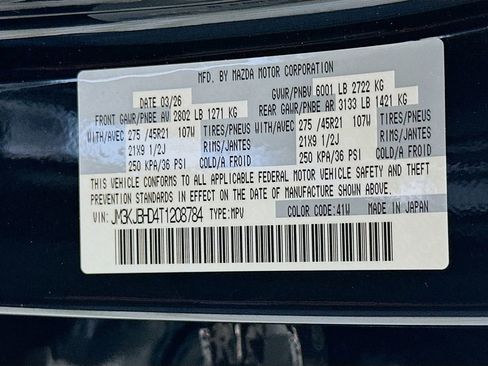 MFD. BY MAZDA MOTOR CORPORATION
DATE 03/26 GVWR/PNBV 6001 LB 2722 KG
FRONT GAWR/PNBE AV 2802 LB 1271 KG REAR GAWR/PNBE AR 3133 LB 1421 KG
WITH/AVEC 275 /45R21 107W TIRES/PNEUS WITH/AVEC 275 /45R21 107W TIRES/PNEUS
21X9 1/2J RIMS/JANTES 21X9 1/2J RIMS/JANTES
250 KPA/36 PSI COLD/A FROID 250 KPA/36 PSI COLD/A FROID
THIS VEHICLE CONFORMS TO ALL APPLICABLE FEDERAL MOTOR VEHICLE SAFETY AND THEFT
PREVENTION STANDARDS IN EFFECT ON THE DATE OF MANUFACTURE SHOWN ABOVE.
VIN: JM3KJBHD4T1208784 TYPE:MPV COLOR CODE:41W MADE IN JAPAN